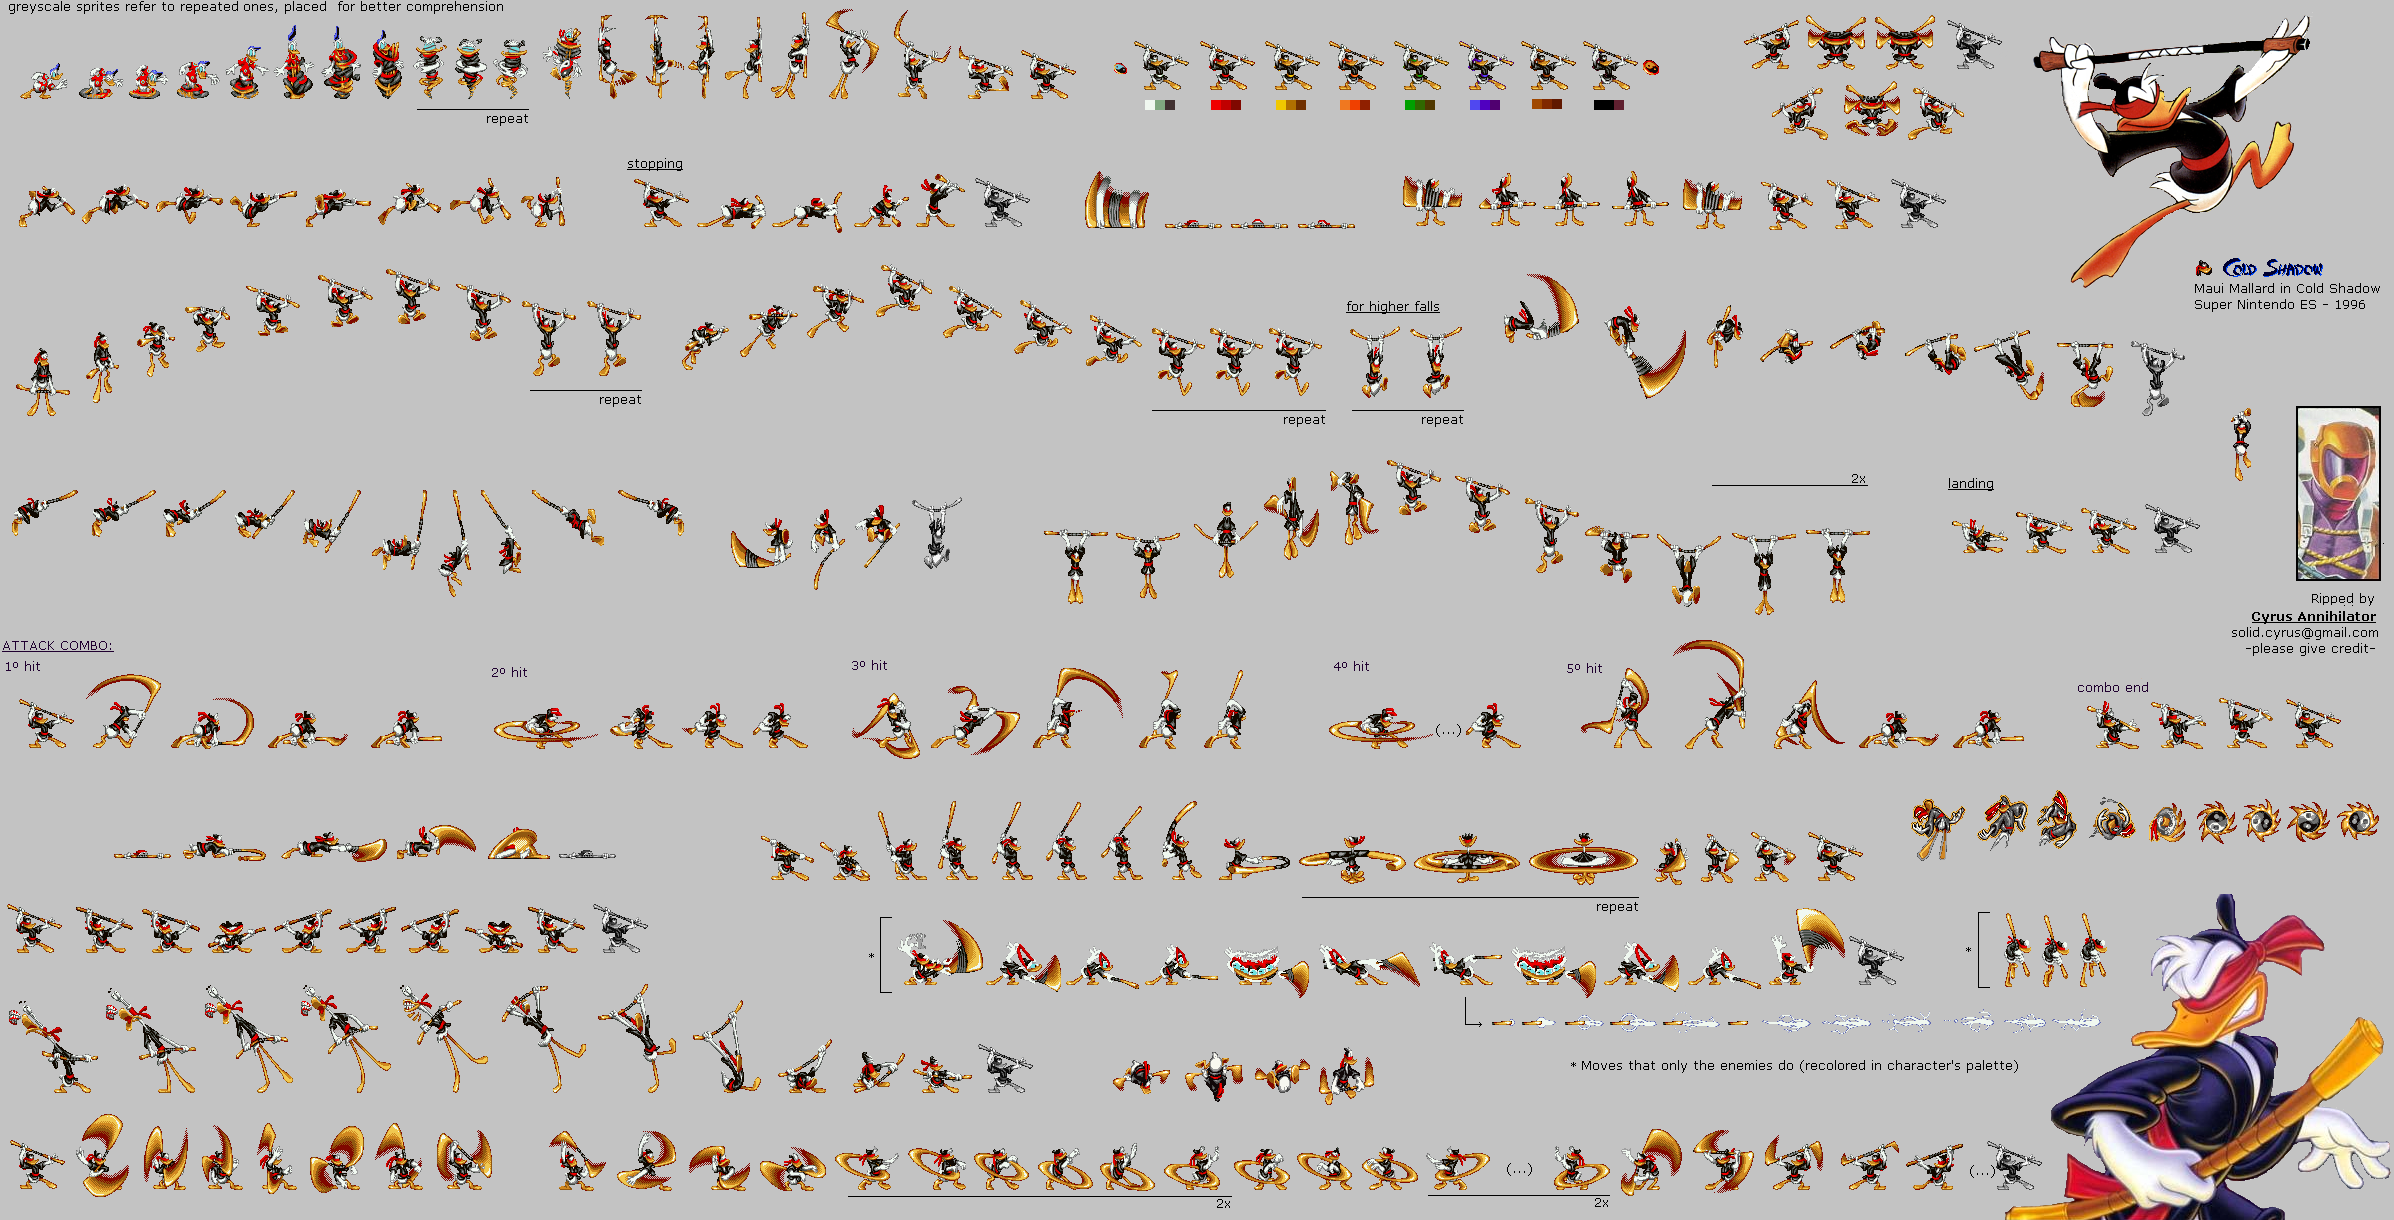 greyscale sprites refer to repeated ones, placed for better comprehension
repeat
stopping
COLD SHADOW
Maui Mallard in Cold Shadow
Super Nintendo ES - 1996
for higher falls
repeat
repeat
repeat
2x
landing
Ripped by
Cyrus Annihilator
solid.cyrus@gmail.com
-please give credit-
ATTACK COMBO:
1º hit
2º hit
3º hit
4º hit
5º hit
combo end
(...)
repeat
*
*
* Moves that only the enemies do (recolored in character's palette)
(...)
(...)
2x
2x